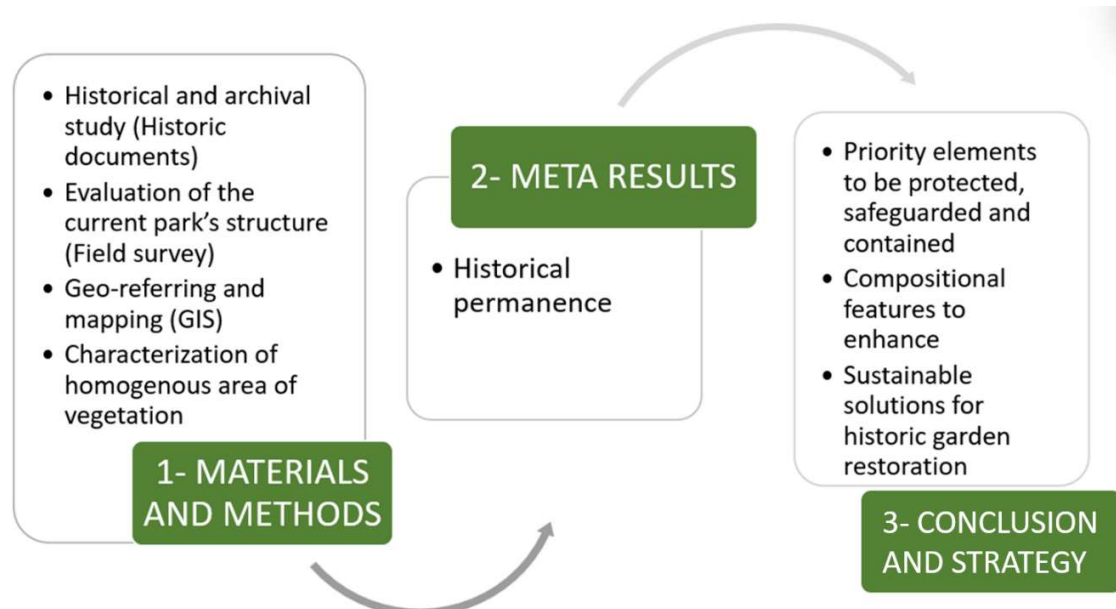 • Historical and archival
study (Historic
documents)
• Evaluation of the
current park's structure
(Field survey)
• Geo-referring and
mapping (GIS)
• Characterization of
homogenous area of
vegetation
1- MATERIALS
AND METHODS
2- META RESULTS
• Historical
permanence
• Priority elements
to be protected,
safeguarded and
contained
• Compositional
features to
enhance
• Sustainable
solutions for
historic garden
restoration
3- CONCLUSION
AND STRATEGY